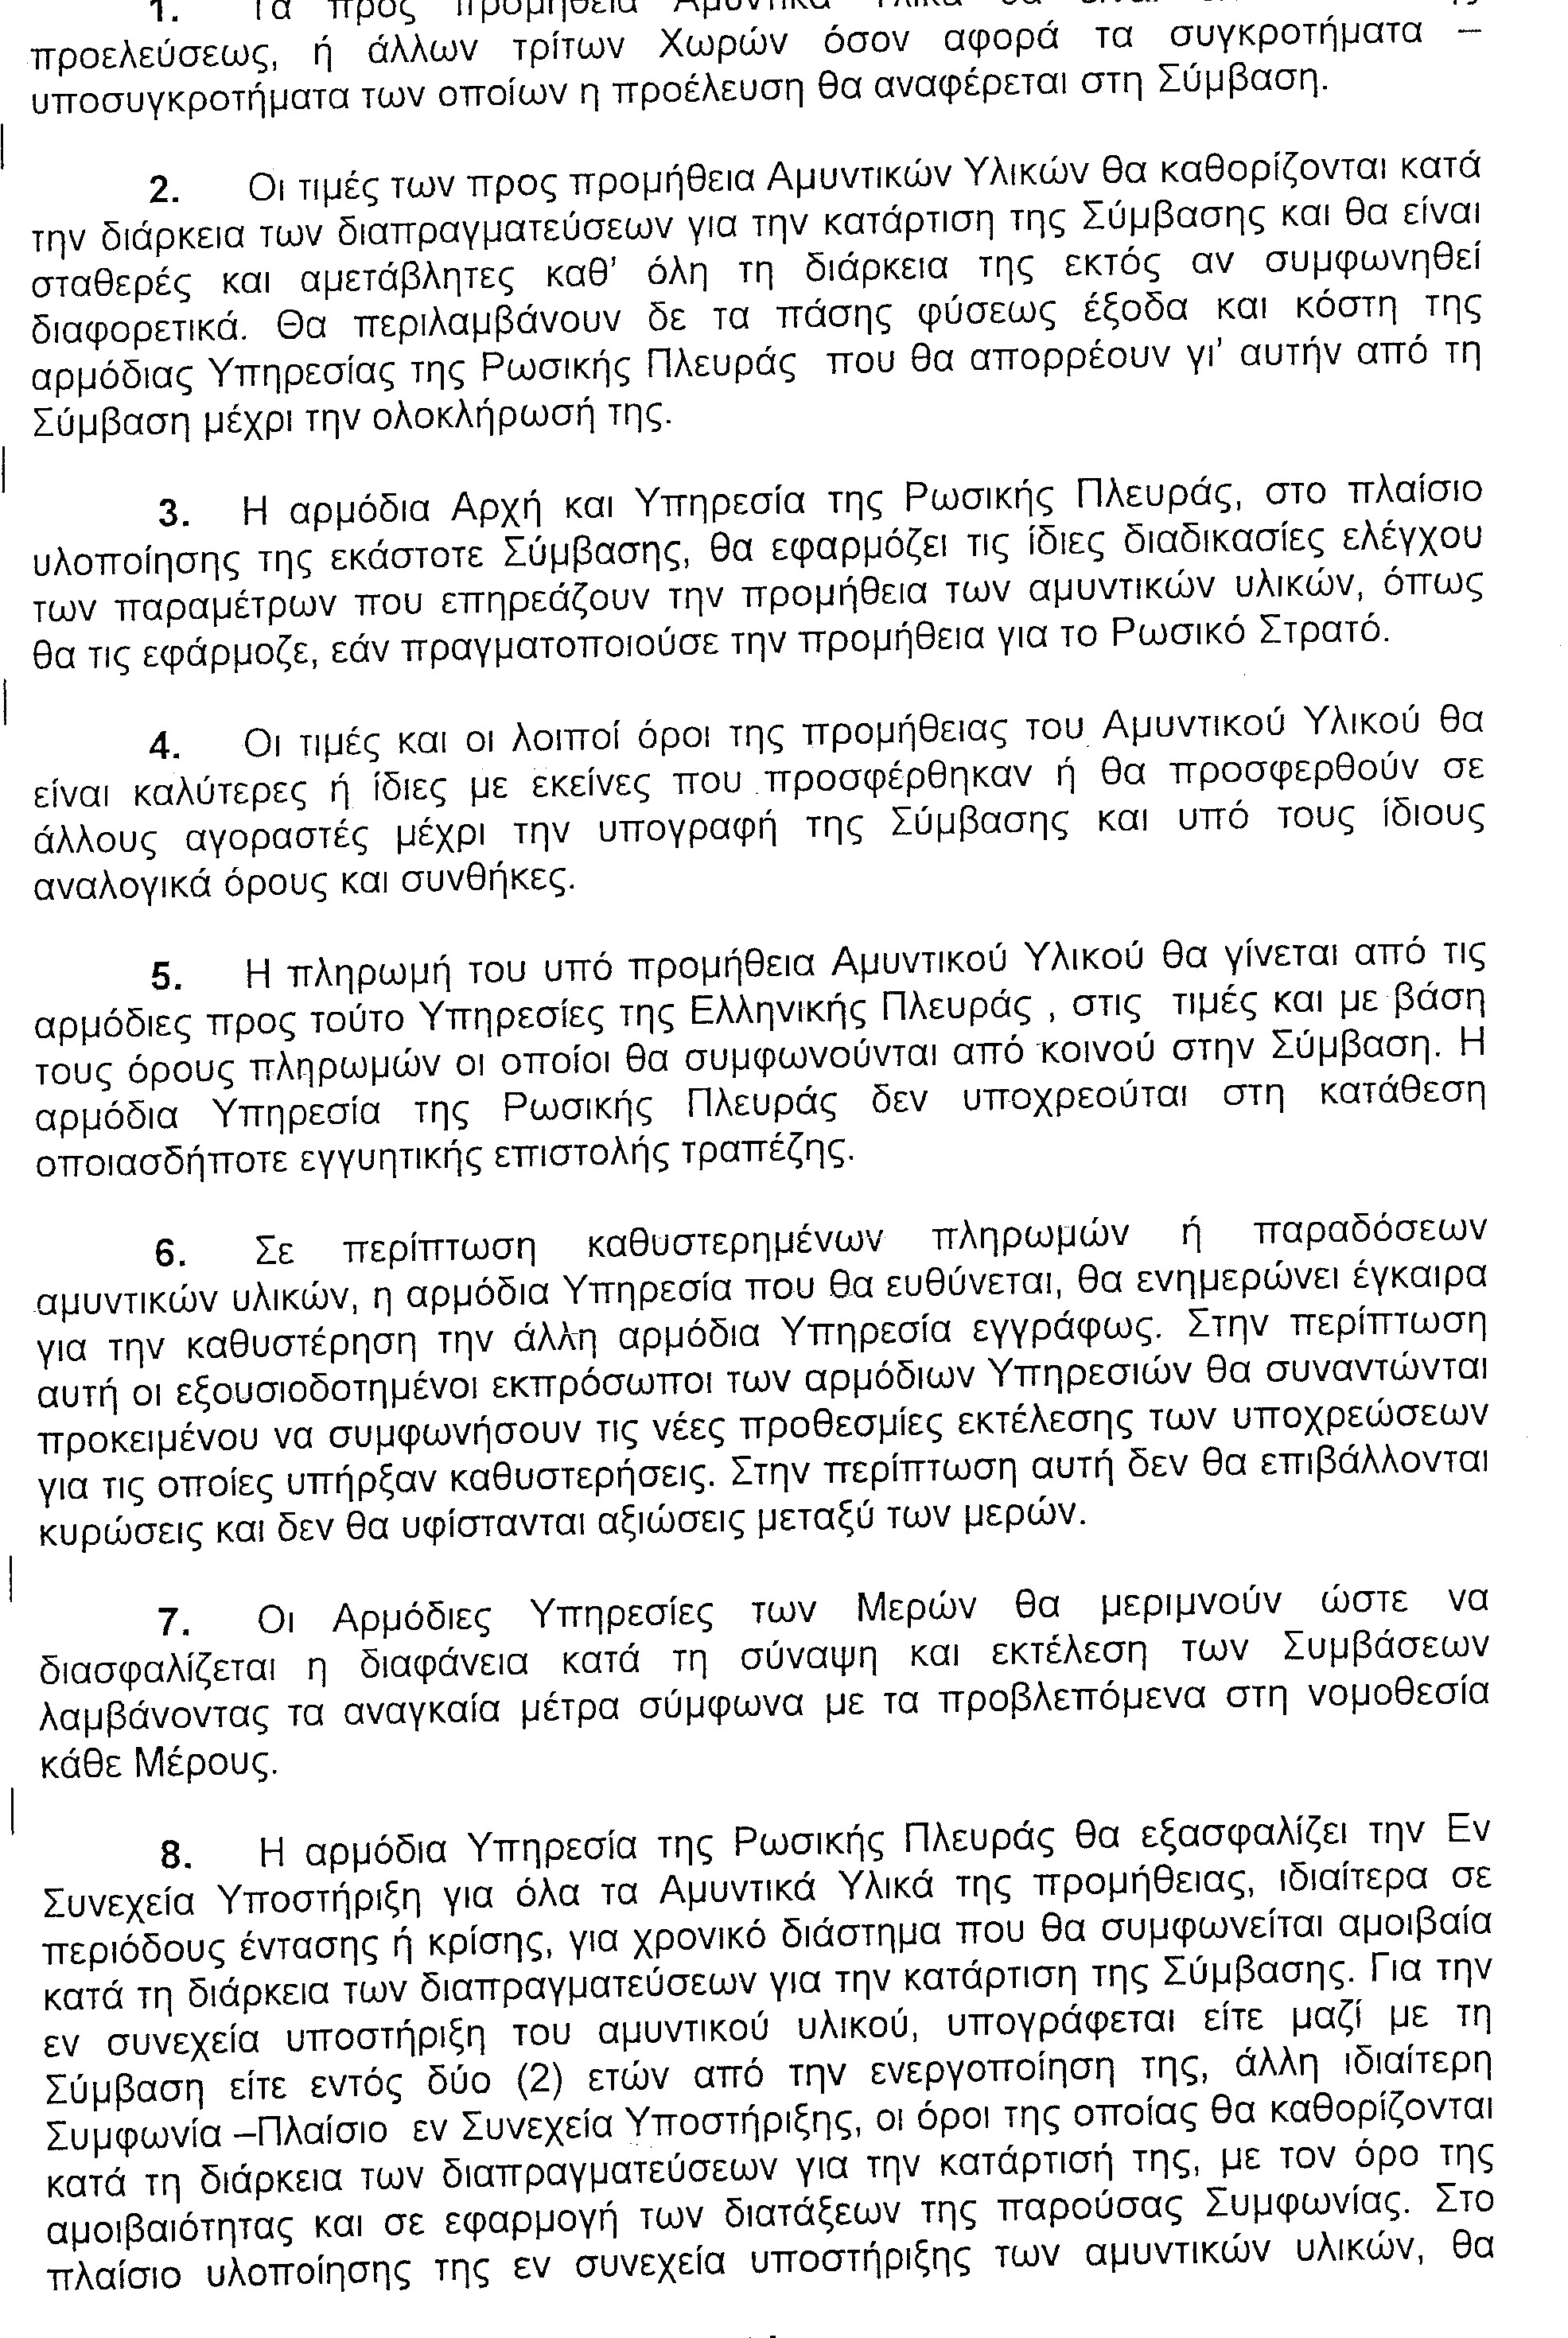 1. Τα προς προμήθεια Αμυντικά Υλικά θα είναι
προελεύσεως, ή άλλων τρίτων Χωρών όσον αφορά τα συγκροτήματα –
υποσυγκροτήματα των οποίων η προέλευση θα αναφέρεται στη Σύμβαση.
2. Οι τιμές των προς προμήθεια Αμυντικών Υλικών θα καθορίζονται κατά
την διάρκεια των διαπραγματεύσεων για την κατάρτιση της Σύμβασης και θα είναι
σταθερές και αμετάβλητες καθ’ όλη τη διάρκεια της εκτός αν συμφωνηθεί
διαφορετικά. Θα περιλαμβάνουν δε τα πάσης φύσεως έξοδα και κόστη της
αρμόδιας Υπηρεσίας της Ρωσικής Πλευράς που θα απορρέουν γι’ αυτήν από τη
Σύμβαση μέχρι την ολοκλήρωσή της.
3. Η αρμόδια Αρχή και Υπηρεσία της Ρωσικής Πλευράς, στο πλαίσιο
υλοποίησης της εκάστοτε Σύμβασης, θα εφαρμόζει τις ίδιες διαδικασίες ελέγχου
των παραμέτρων που επηρεάζουν την προμήθεια των αμυντικών υλικών, όπως
θα τις εφάρμοζε, εάν πραγματοποιούσε την προμήθεια για το Ρωσικό Στρατό.
4. Οι τιμές και οι λοιποί όροι της προμήθειας του Αμυντικού Υλικού θα
είναι καλύτερες ή ίδιες με εκείνες που προσφέρθηκαν ή θα προσφερθούν σε
άλλους αγοραστές μέχρι την υπογραφή της Σύμβασης και υπό τους ίδιους
αναλογικά όρους και συνθήκες.
5. Η πληρωμή του υπό προμήθεια Αμυντικού Υλικού θα γίνεται από τις
αρμόδιες προς τούτο Υπηρεσίες της Ελληνικής Πλευράς , στις τιμές και με βάση
τους όρους πληρωμών οι οποίοι θα συμφωνούνται από κοινού στην Σύμβαση. Η
αρμόδια Υπηρεσία της Ρωσικής Πλευράς δεν υποχρεούται στη κατάθεση
οποιασδήποτε εγγυητικής επιστολής τραπέζης.
6. Σε περίπτωση καθυστερημένων πληρωμών ή παραδόσεων
αμυντικών υλικών, η αρμόδια Υπηρεσία που θα ευθύνεται, θα ενημερώνει έγκαιρα
για την καθυστέρηση την άλλη αρμόδια Υπηρεσία εγγράφως. Στην περίπτωση
αυτή οι εξουσιοδοτημένοι εκπρόσωποι των αρμόδιων Υπηρεσιών θα συναντώνται
προκειμένου να συμφωνήσουν τις νέες προθεσμίες εκτέλεσης των υποχρεώσεων
για τις οποίες υπήρξαν καθυστερήσεις. Στην περίπτωση αυτή δεν θα επιβάλλονται
κυρώσεις και δεν θα υφίστανται αξιώσεις μεταξύ των μερών.
7. Οι Αρμόδιες Υπηρεσίες των Μερών θα μεριμνούν ώστε να
διασφαλίζεται η διαφάνεια κατά τη σύναψη και εκτέλεση των Συμβάσεων
λαμβάνοντας τα αναγκαία μέτρα σύμφωνα με τα προβλεπόμενα στη νομοθεσία
κάθε Μέρους.
8. Η αρμόδια Υπηρεσία της Ρωσικής Πλευράς θα εξασφαλίζει την Εν
Συνεχεία Υποστήριξη για όλα τα Αμυντικά Υλικά της προμήθειας, ιδιαίτερα σε
περιόδους έντασης ή κρίσης, για χρονικό διάστημα που θα συμφωνείται αμοιβαία
κατά τη διάρκεια των διαπραγματεύσεων για την κατάρτιση της Σύμβασης. Για την
εν συνεχεία υποστήριξη του αμυντικού υλικού, υπογράφεται είτε μαζί με τη
Σύμβαση είτε εντός δύο (2) ετών από την ενεργοποίηση της, άλλη ιδιαίτερη
Συμφωνία –Πλαίσιο εν Συνεχεία Υποστήριξης, οι όροι της οποίας θα καθορίζονται
κατά τη διάρκεια των διαπραγματεύσεων για την κατάρτισή της, με τον όρο της
αμοιβαιότητας και σε εφαρμογή των διατάξεων της παρούσας Συμφωνίας. Στο
πλαίσιο υλοποίησης της εν συνεχεία υποστήριξης των αμυντικών υλικών, θα